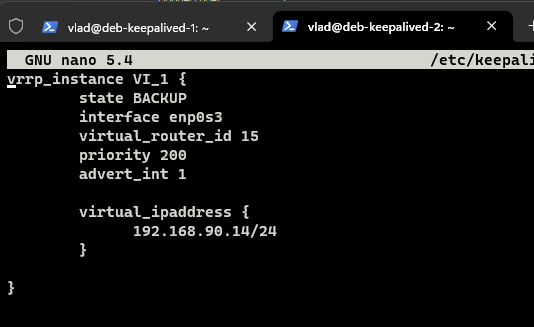 vlad@deb-keepalived-1: ~
vlad@deb-keepalived-2: ~
GNU nano 5.4 /etc/keepali
vrrp_instance VI_1 {
state BACKUP
interface enp0s3
virtual_router_id 15
priority 200
advert_int 1
virtual_ipaddress {
192.168.90.14/24
}
}